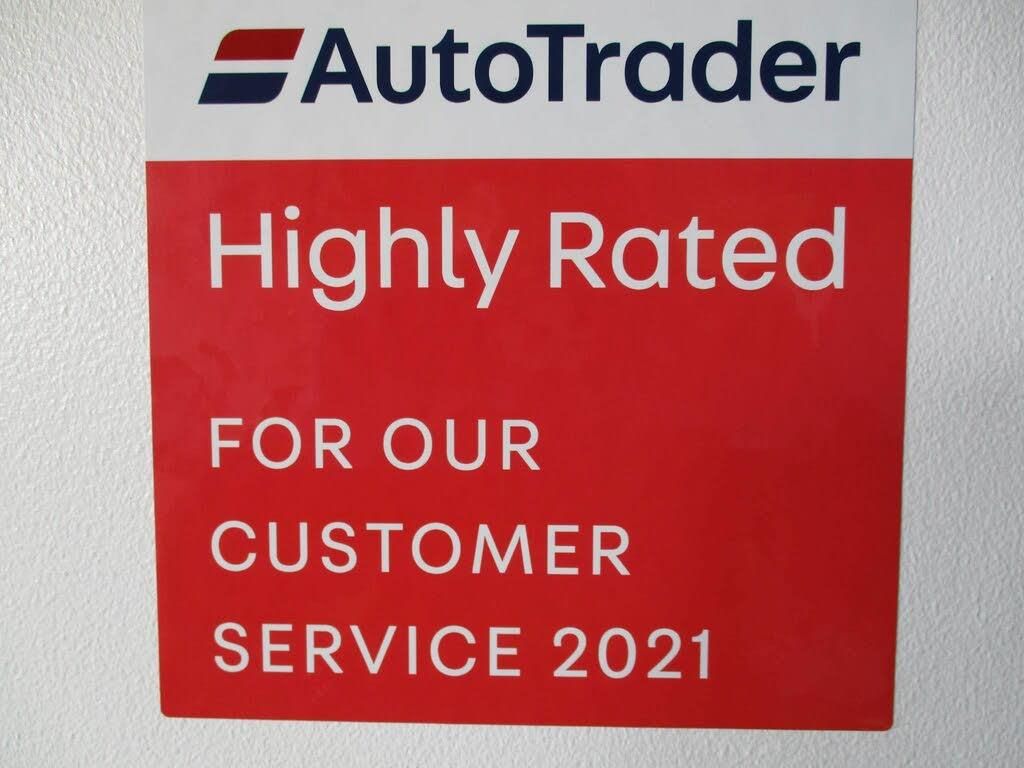 AutoTrader
Highly Rated
FOR OUR
CUSTOMER
SERVICE 2021